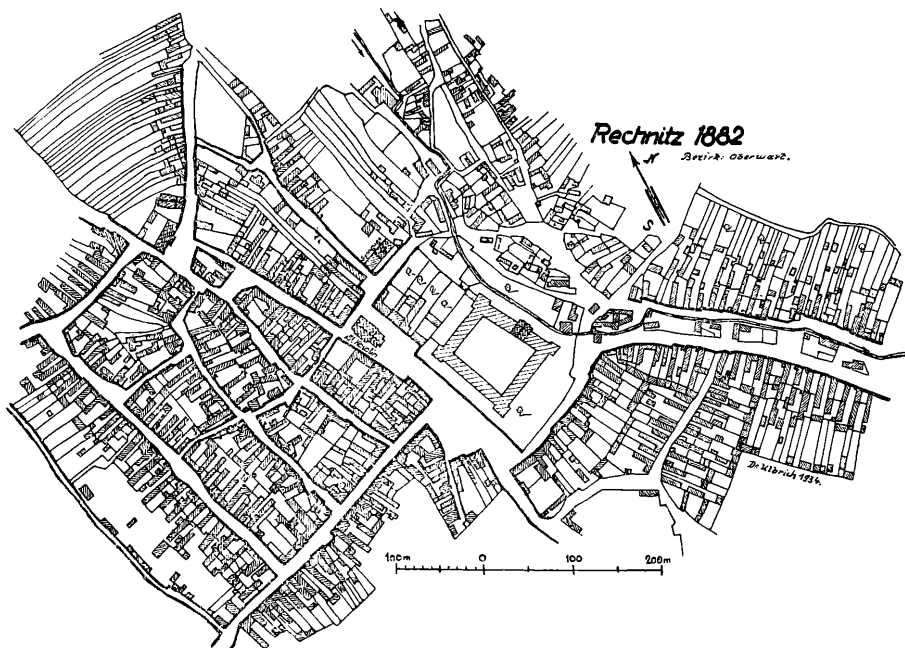 Rechnitz 1882
Bezirk: Oberwart.
N
S
Dr. Ulbrich 1934.
100m 0 100 200m